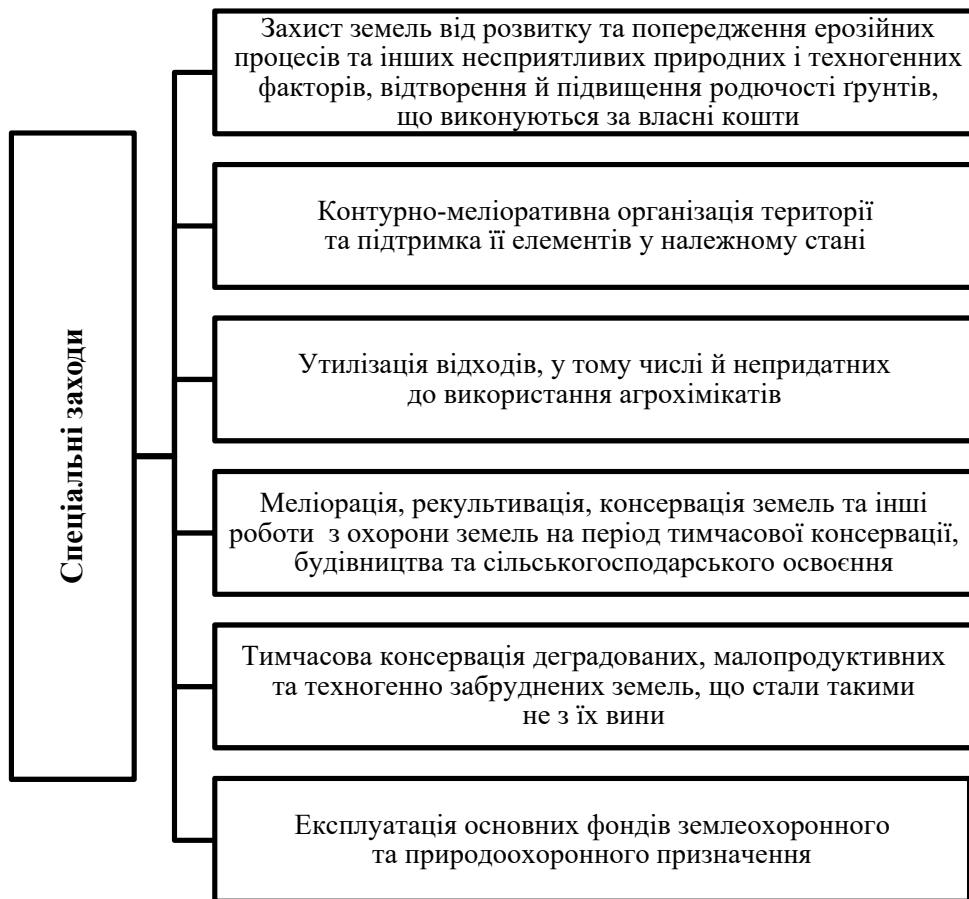 Захист земель від розвитку та попередження ерозійних
процесів та інших несприятливих природних і техногенних
факторів, відтворення й підвищення родючості ґрунтів,
що виконуються за власні кошти
Спеціальні заходи
Контурно-меліоративна організація території
та підтримка її елементів у належному стані
Утилізація відходів, у тому числі й непридатних
до використання агрохімікатів
Меліорація, рекультивація, консервація земель та інші
роботи з охорони земель на період тимчасової консервації,
будівництва та сільськогосподарського освоєння
Тимчасова консервація деградованих, малопродуктивних
та техногенно забруднених земель, що стали такими
не з їх вини
Експлуатація основних фондів землеохоронного
та природоохоронного призначення